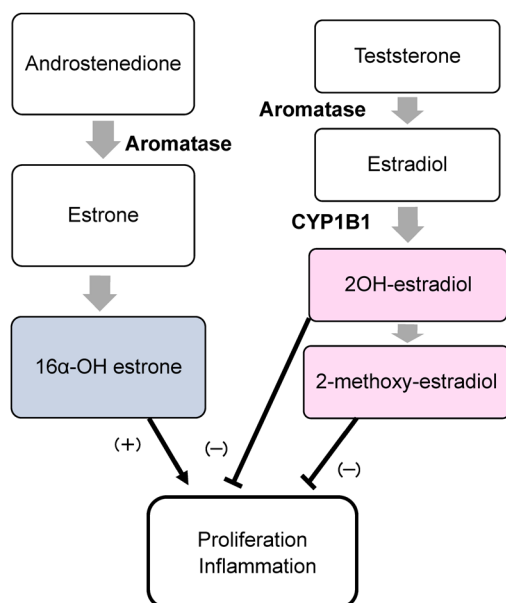 Androstenedione
Aromatase
Estrone
16α-OH estrone
(+)
Teststerone
Aromatase
Estradiol
CYP1B1
2OH-estradiol
2-methoxy-estradiol
(−)
(−)
Proliferation
Inflammation